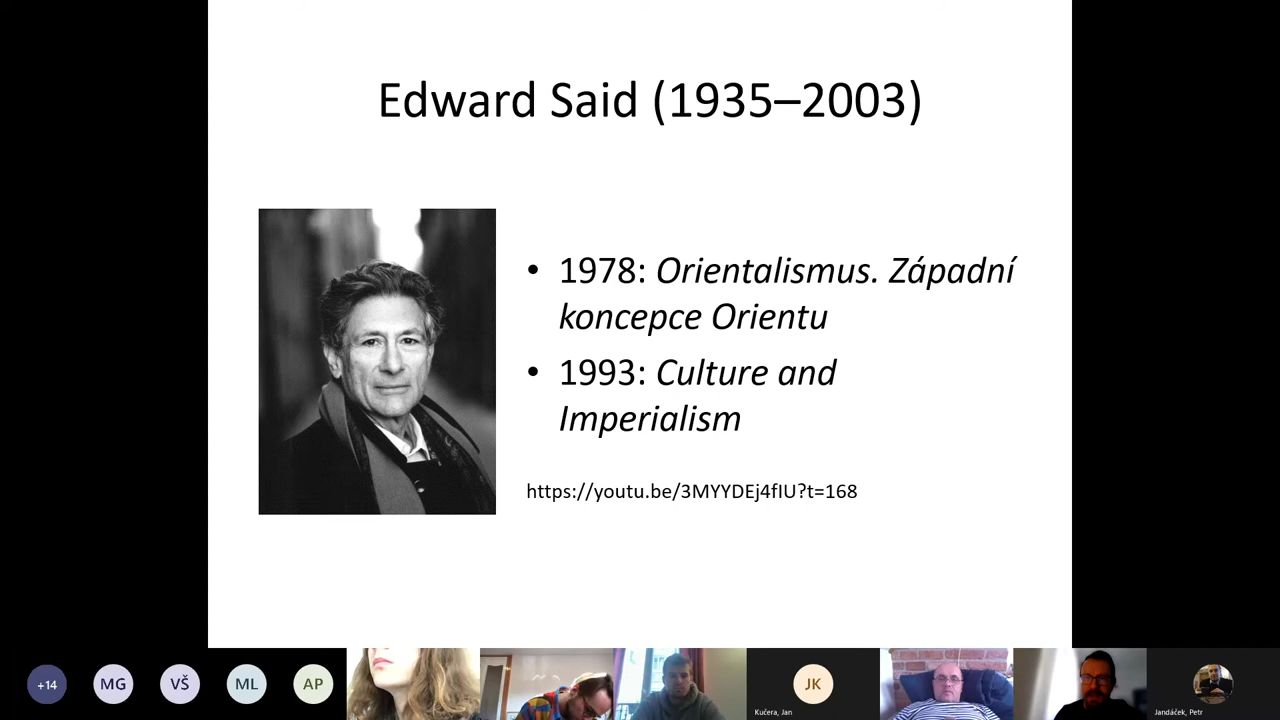 Edward Said (1935–2003)
• 1978: Orientalismus. Západní
koncepce Orientu
• 1993: Culture and
Imperialism
https://youtu.be/3MYYDEj4fIU?t=168
+14
MG
VŠ
ML
AP
JK
Kučera, Jan
Jandáček, Petr